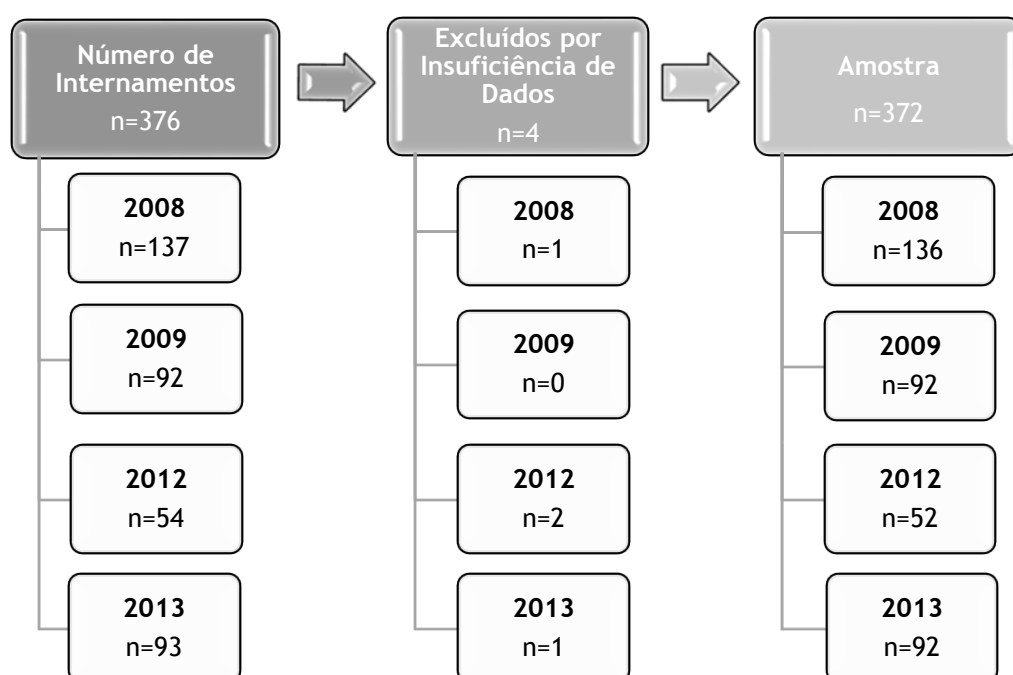 Número de
Internamentos
n=376
2008
n=137
2009
n=92
2012
n=54
2013
n=93
Excluídos por
Insuficiência de
Dados
n=4
2008
n=1
2009
n=0
2012
n=2
2013
n=1
Amostra
n=372
2008
n=136
2009
n=92
2012
n=52
2013
n=92